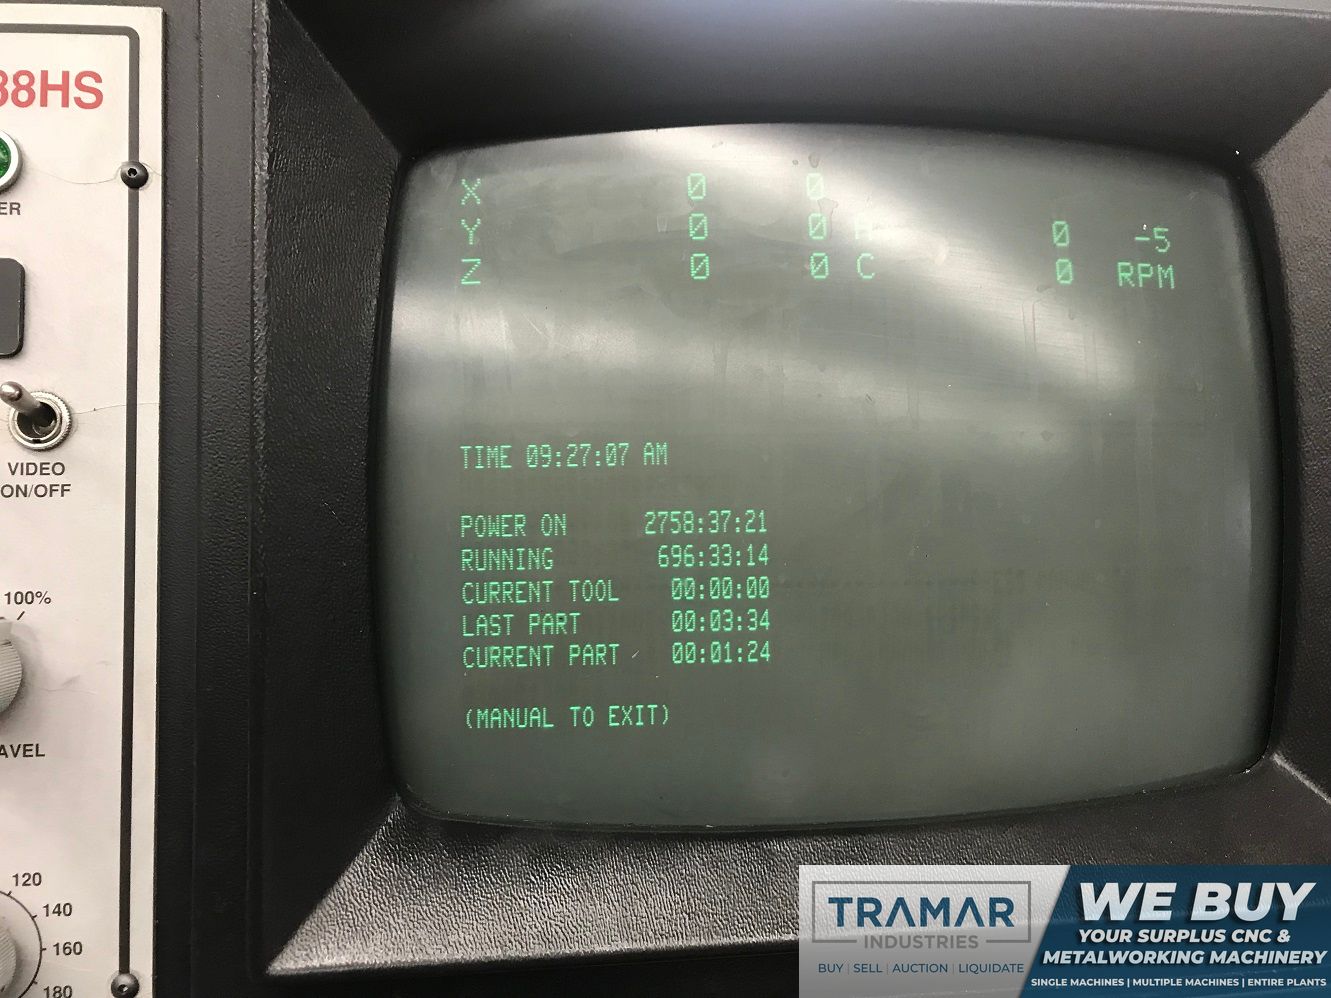 88HS
ER
VIDEO
ON/OFF
100%
AVEL
120
140
160
180
X 0 0
Y 0 0 0 -5
Z 0 0 C 0 RPM
TIME 09:27:07 AM
POWER ON 2758:37:21
RUNNING 696:33:14
CURRENT TOOL 00:00:00
LAST PART 00:03:34
CURRENT PART 00:01:24
(MANUAL TO EXIT)
TRAMAR
INDUSTRIES
BUY | SELL | AUCTION | LIQUIDATE
WE BUY
YOUR SURPLUS CNC &
METALWORKING MACHINERY
SINGLE MACHINES | MULTIPLE MACHINES | ENTIRE PLANTS